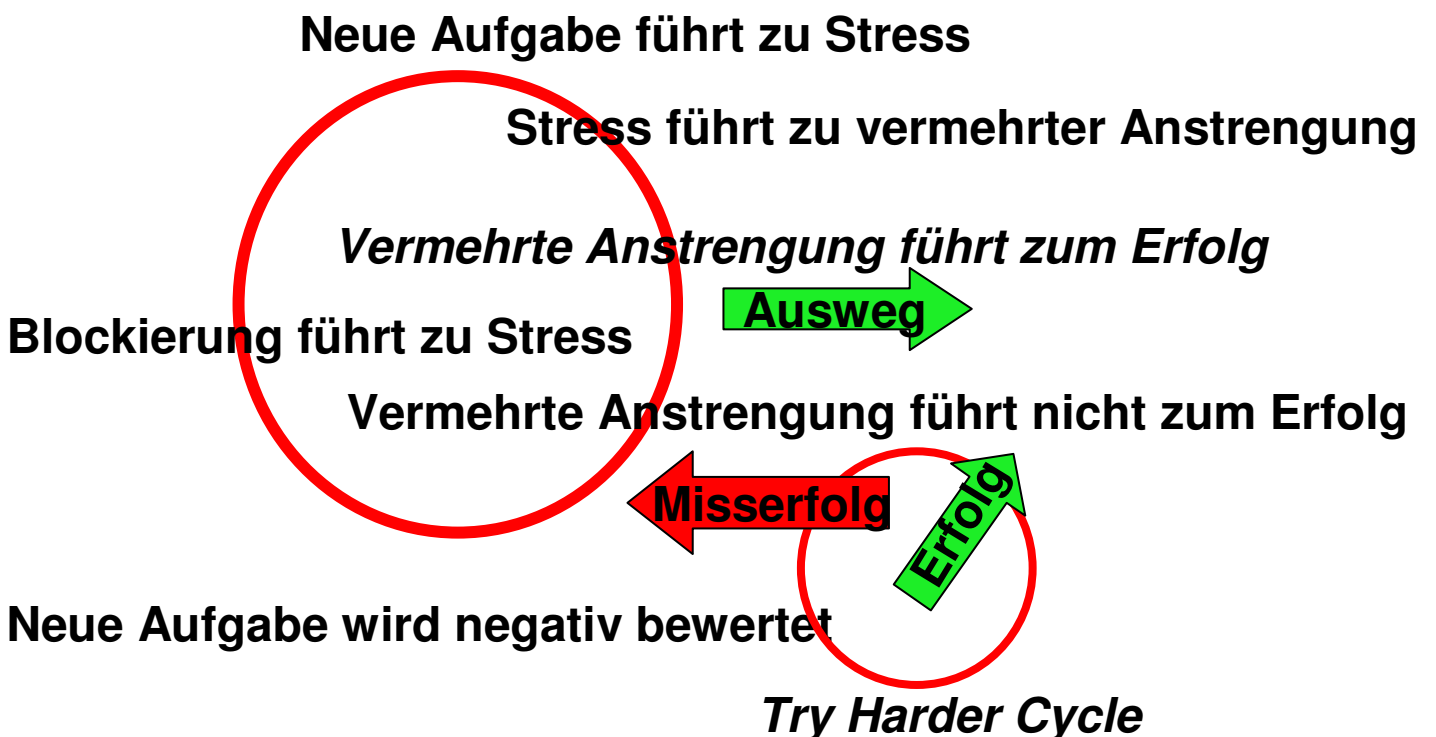 Neue Aufgabe führt zu Stress
Stress führt zu vermehrter Anstrengung
Vermehrte Anstrengung führt zum Erfolg
Ausweg
Blockierung führt zu Stress
Vermehrte Anstrengung führt nicht zum Erfolg
Misserfolg
Erfolg
Neue Aufgabe wird negativ bewertet
Try Harder Cycle